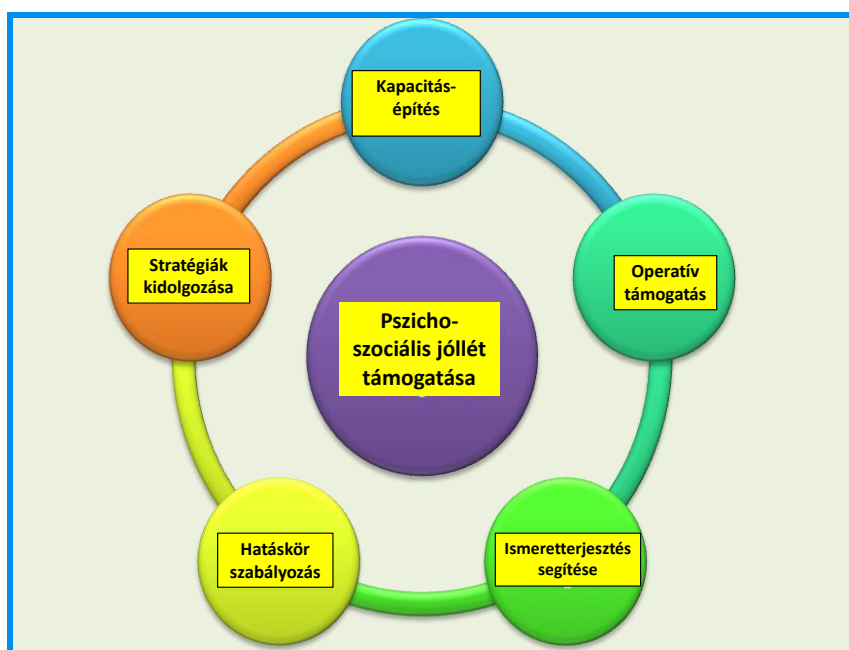 Kapacitás-
építés
Operatív
támogatás
Ismeretterjesztés
segítése
Hatáskör
szabályozás
Stratégiák
kidolgozása
Pszicho-
szociális jóllét
támogatása